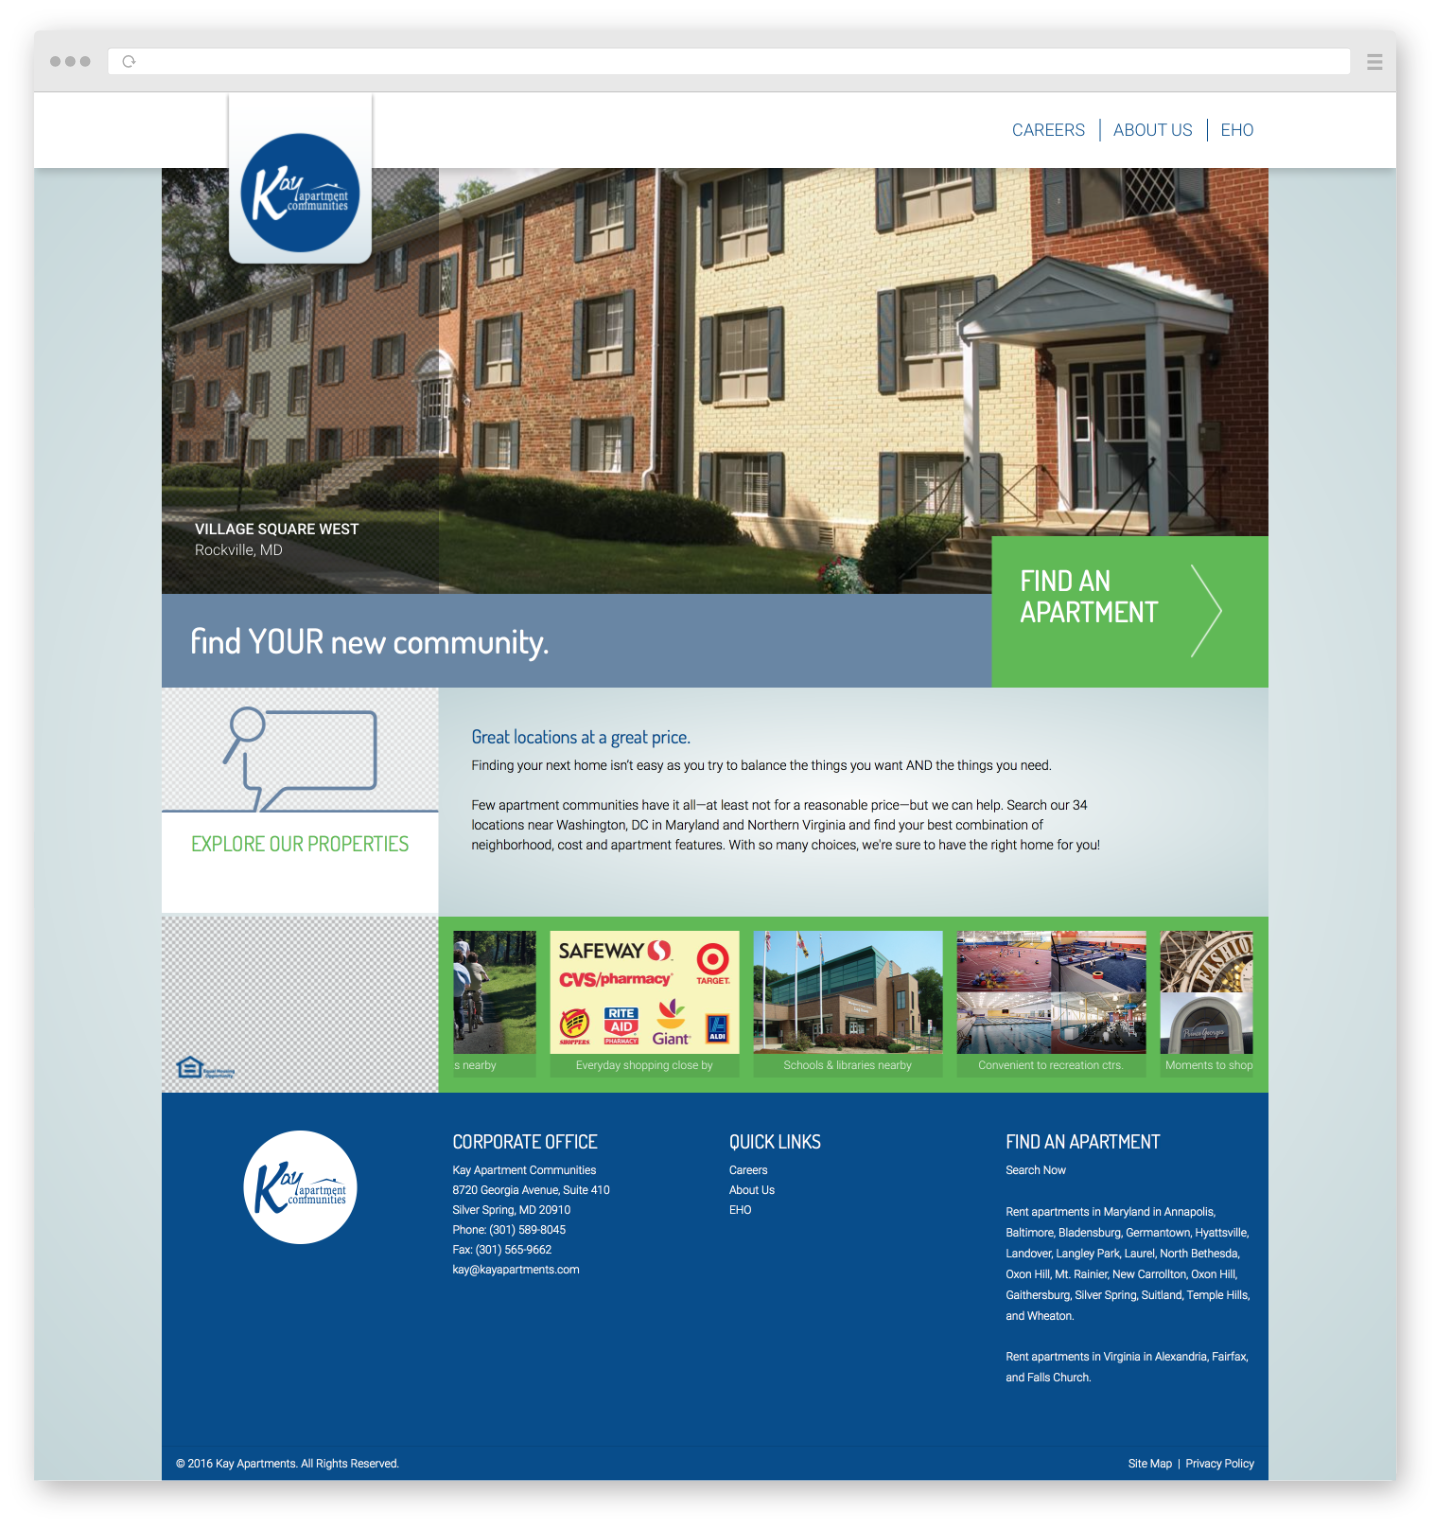 CAREERS
ABOUT US
EHO
Kay
apartment
communities
VILLAGE SQUARE WEST
Rockville, MD
FIND AN
APARTMENT
find YOUR new community.
EXPLORE OUR PROPERTIES
Great locations at a great price.
Finding your next home isn't easy as you try to balance the things you want AND the things you need.
Few apartment communities have it all—at least not for a reasonable price—but we can help. Search our 34
locations near Washington, DC in Maryland and Northern Virginia and find your best combination of
neighborhood, cost and apartment features. With so many choices, we're sure to have the right home for you!
Equal Housing
Opportunity
s nearby
SAFEWAY
CVS/pharmacy
TARGET
SHOPPERS
RITE
AID
PHARMACY
Giant
ALDI
Everyday shopping close by
Schools & libraries nearby
Convenient to recreation ctrs.
WASHING
Prince Georges
Moments to shop
Kay
apartment
communities
CORPORATE OFFICE
Kay Apartment Communities
8720 Georgia Avenue, Suite 410
Silver Spring, MD 20910
Phone: (301) 589-8045
Fax: (301) 565-9662
kay@kayapartments.com
QUICK LINKS
Careers
About Us
EHO
FIND AN APARTMENT
Search Now
Rent apartments in Maryland in Annapolis,
Baltimore, Bladensburg, Germantown, Hyattsville,
Landover, Langley Park, Laurel, North Bethesda,
Oxon Hill, Mt. Rainier, New Carrollton, Oxon Hill,
Gaithersburg, Silver Spring, Suitland, Temple Hills,
and Wheaton.
Rent apartments in Virginia in Alexandria, Fairfax,
and Falls Church.
© 2016 Kay Apartments. All Rights Reserved.
Site Map | Privacy Policy